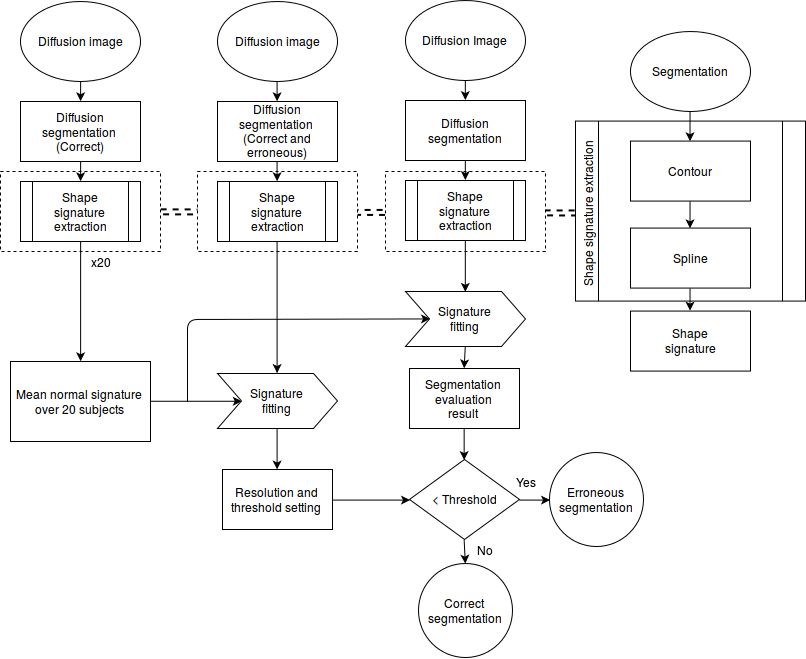 Diffusion image
Diffusion
segmentation
(Correct)
Shape
signature
extraction
x20
Mean normal signature
over 20 subjects
Diffusion image
Diffusion
segmentation
(Correct and
erroneous)
Shape
signature
extraction
Signature
fitting
Resolution and
threshold setting
Diffusion Image
Diffusion
segmentation
Shape
signature
extraction
Signature
fitting
Segmentation
evaluation
result
< Threshold
Yes
Erroneous
segmentation
No
Correct
segmentation
Segmentation
Shape signature extraction
Contour
Spline
Shape
signature